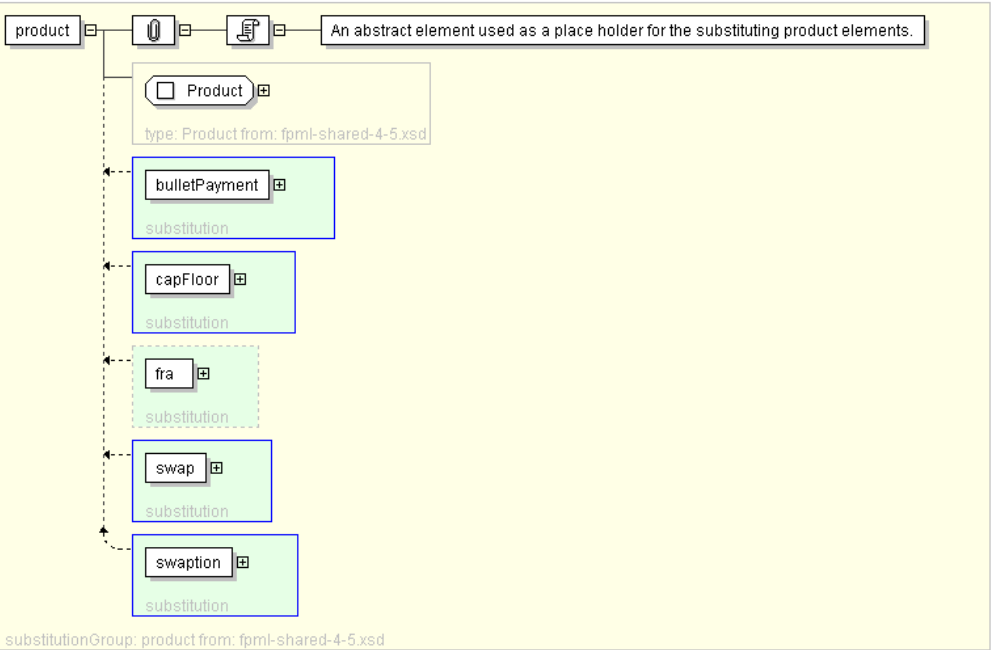 product
An abstract element used as a place holder for the substituting product elements.
Product
type: Product from: fpml-shared-4-5.xsd
bulletPayment
substitution
capFloor
substitution
fra
substitution
swap
substitution
swaption
substitution
substitutionGroup: product from: fpml-shared-4-5.xsd